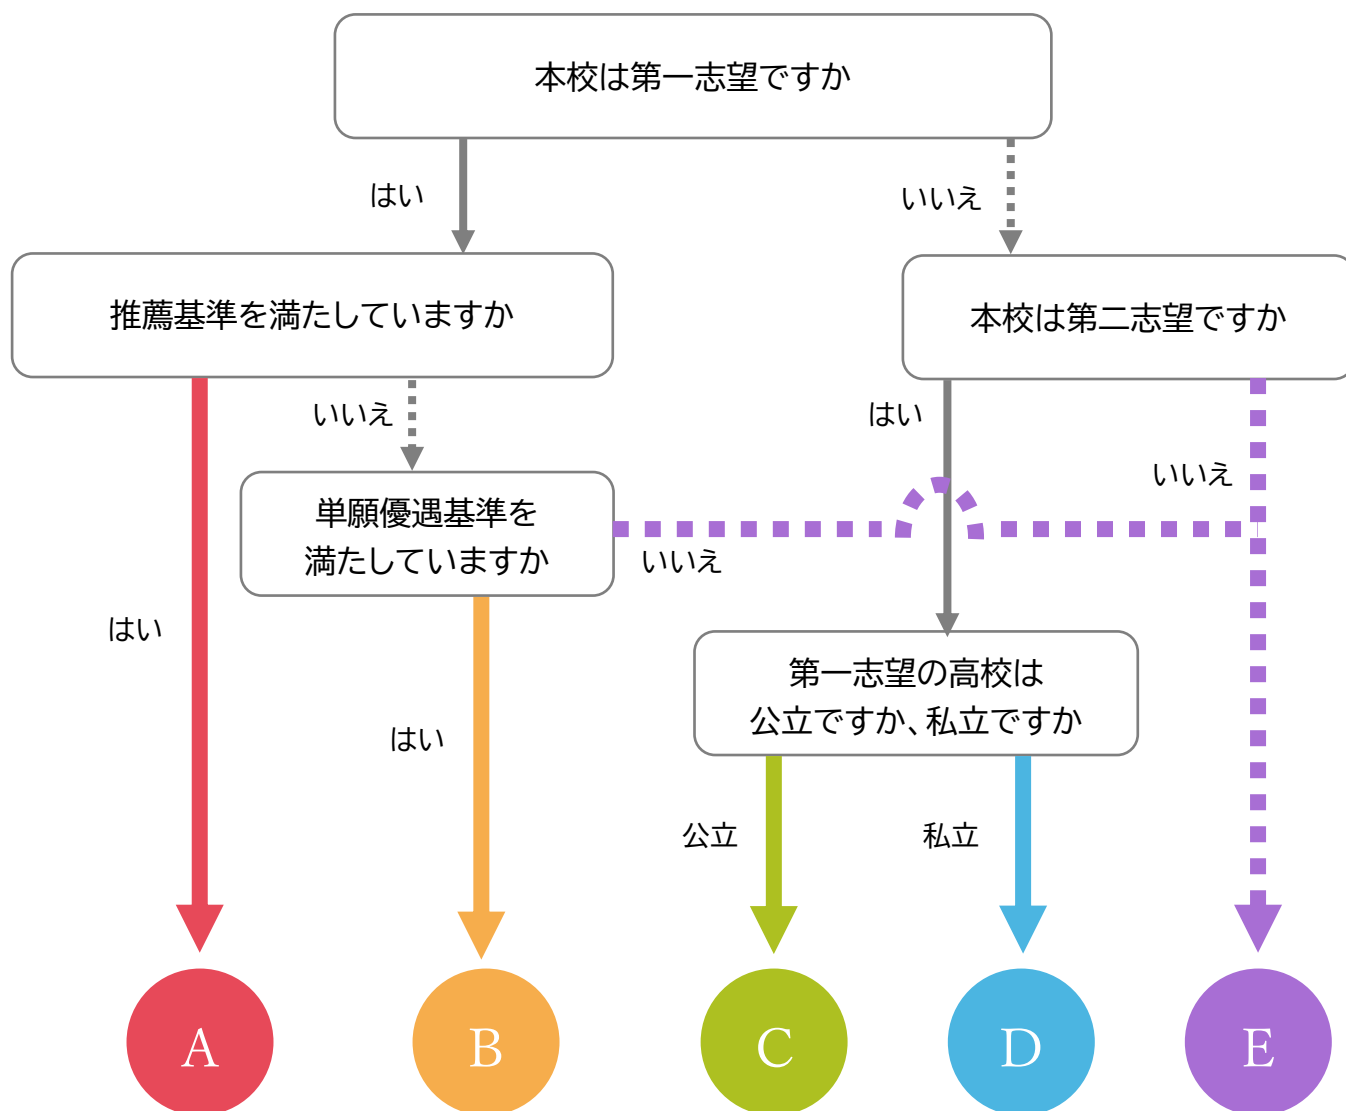 本校は第一志望ですか
はい
いいえ
推薦基準を満たしていますか
本校は第二志望ですか
いいえ
はい
いいえ
単願優遇基準を
満たしていますか
いいえ
はい
第一志望の高校は
公立ですか、私立ですか
はい
公立
私立
A
B
C
D
E